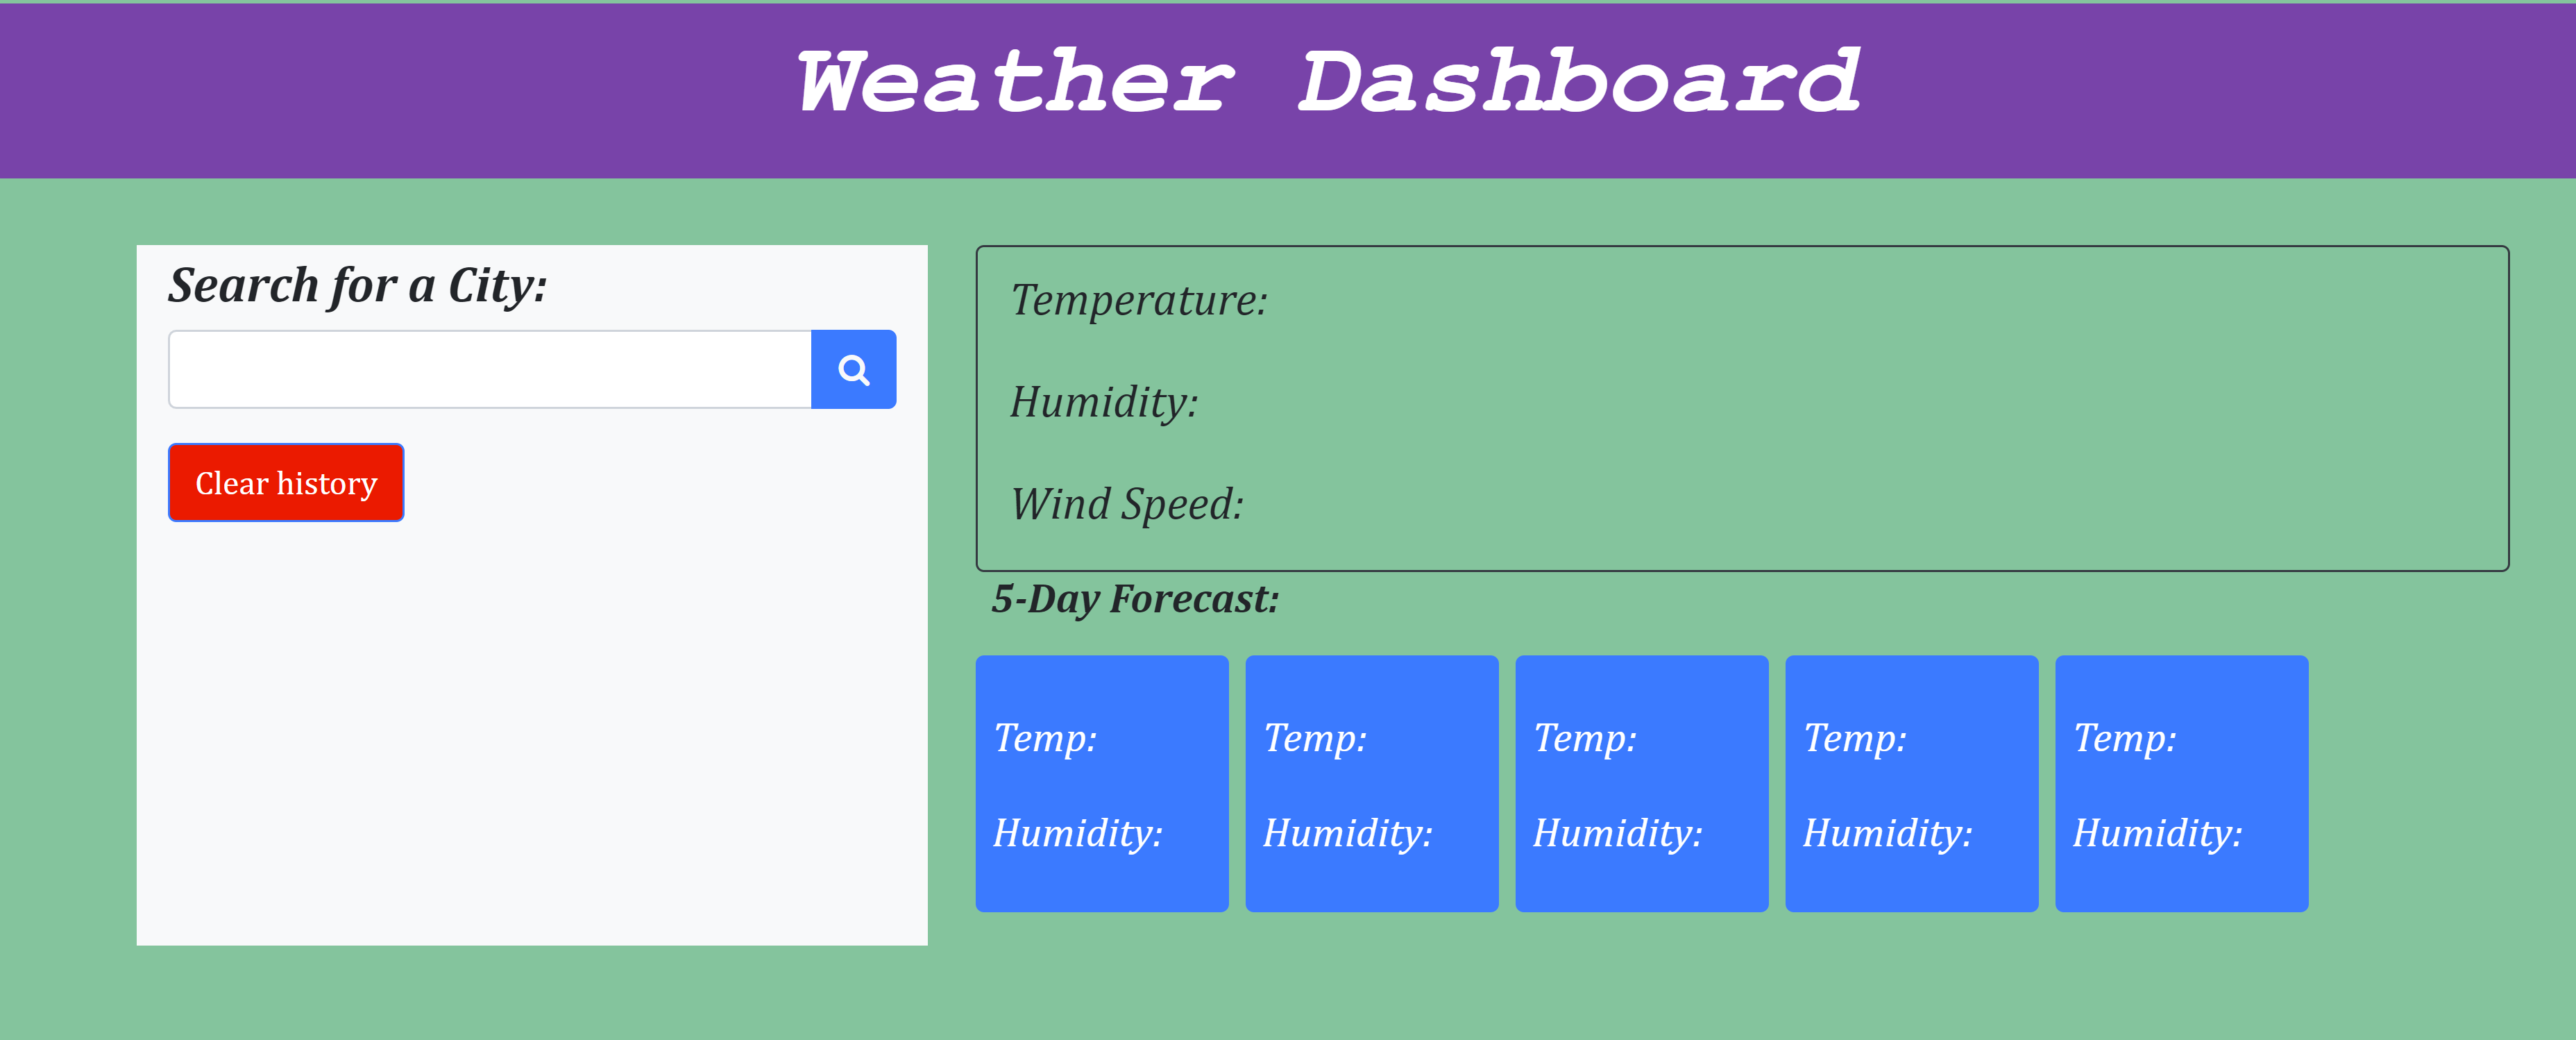 Weather Dashboard
Search for a City:
Clear history
Temperature:
Humidity:
Wind Speed:
5-Day Forecast:
Temp:
Humidity:
Temp:
Humidity:
Temp:
Humidity:
Temp:
Humidity:
Temp:
Humidity: